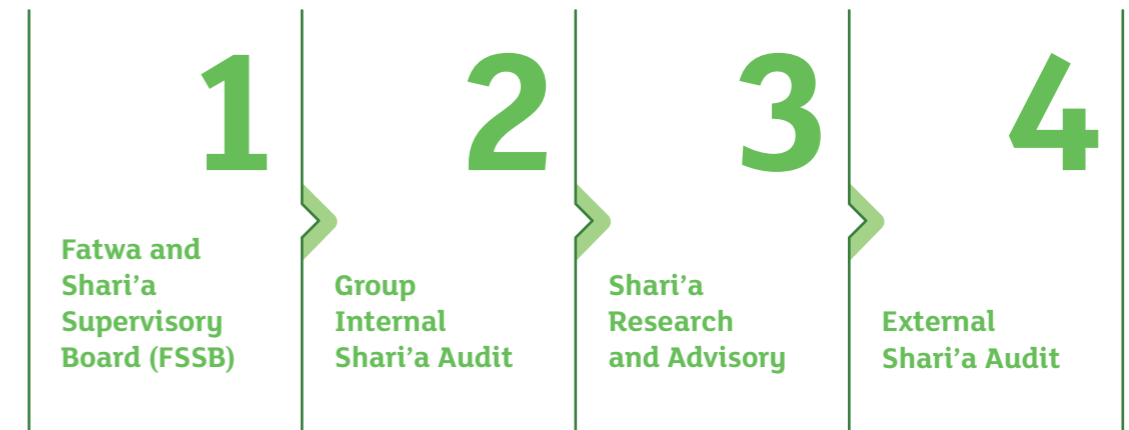 1
Fatwa and
Shari’a
Supervisory
Board (FSSB)
2
Group
Internal
Shari’a Audit
3
Shari’a
Research
and Advisory
4
External
Shari’a Audit